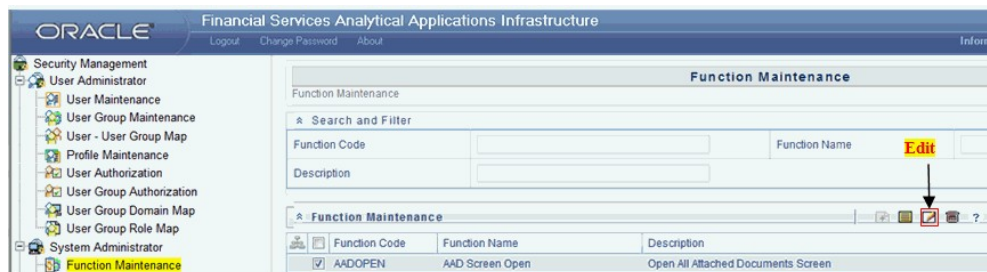 ORACLE
Financial Services Analytical Applications Infrastructure
Logout Change Password About
Security Management
User Administrator
User Maintenance
User Group Maintenance
User - User Group Map
Profile Maintenance
User Authorization
User Group Authorization
User Group Domain Map
User Group Role Map
System Administrator
Function Maintenance
Function Maintenance
Function Maintenance
Search and Filter
Function Code Function Name
Edit
Description
Function Maintenance ?
Function Code Function Name Description
AADOPEN AAD Screen Open Open All Attached Documents Screen